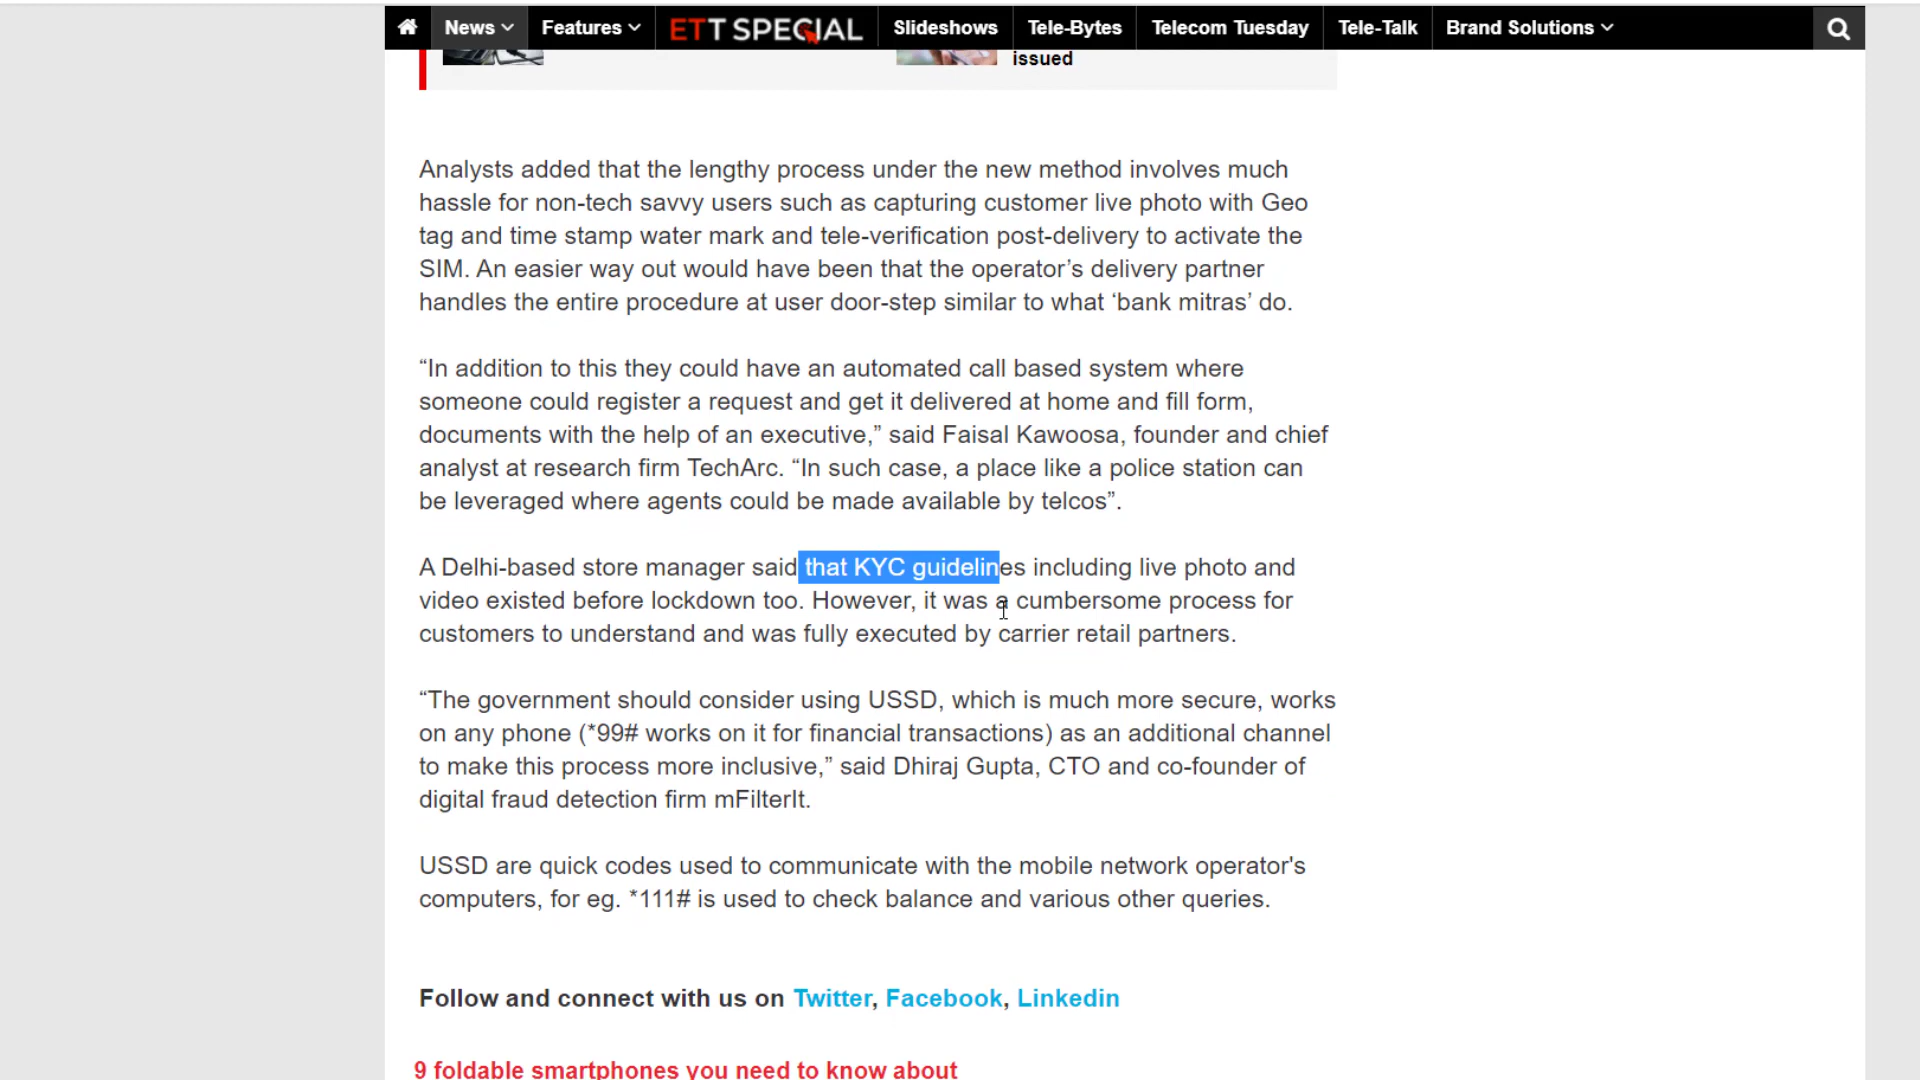 News
Features
ETT SPECIAL
Slideshows
Tele-Bytes
Telecom Tuesday
Tele-Talk
Brand Solutions
issued
Analysts added that the lengthy process under the new method involves much
hassle for non-tech savvy users such as capturing customer live photo with Geo
tag and time stamp water mark and tele-verification post-delivery to activate the
SIM. An easier way out would have been that the operator’s delivery partner
handles the entire procedure at user door-step similar to what ‘bank mitras’ do.
“In addition to this they could have an automated call based system where
someone could register a request and get it delivered at home and fill form,
documents with the help of an executive,” said Faisal Kawoosa, founder and chief
analyst at research firm TechArc. “In such case, a place like a police station can
be leveraged where agents could be made available by telcos”.
A Delhi-based store manager said that KYC guidelines including live photo and
video existed before lockdown too. However, it was a cumbersome process for
customers to understand and was fully executed by carrier retail partners.
“The government should consider using USSD, which is much more secure, works
on any phone (*99# works on it for financial transactions) as an additional channel
to make this process more inclusive,” said Dhiraj Gupta, CTO and co-founder of
digital fraud detection firm mFilterIt.
USSD are quick codes used to communicate with the mobile network operator's
computers, for eg. *111# is used to check balance and various other queries.
Follow and connect with us on Twitter, Facebook, Linkedin
9 foldable smartphones you need to know about